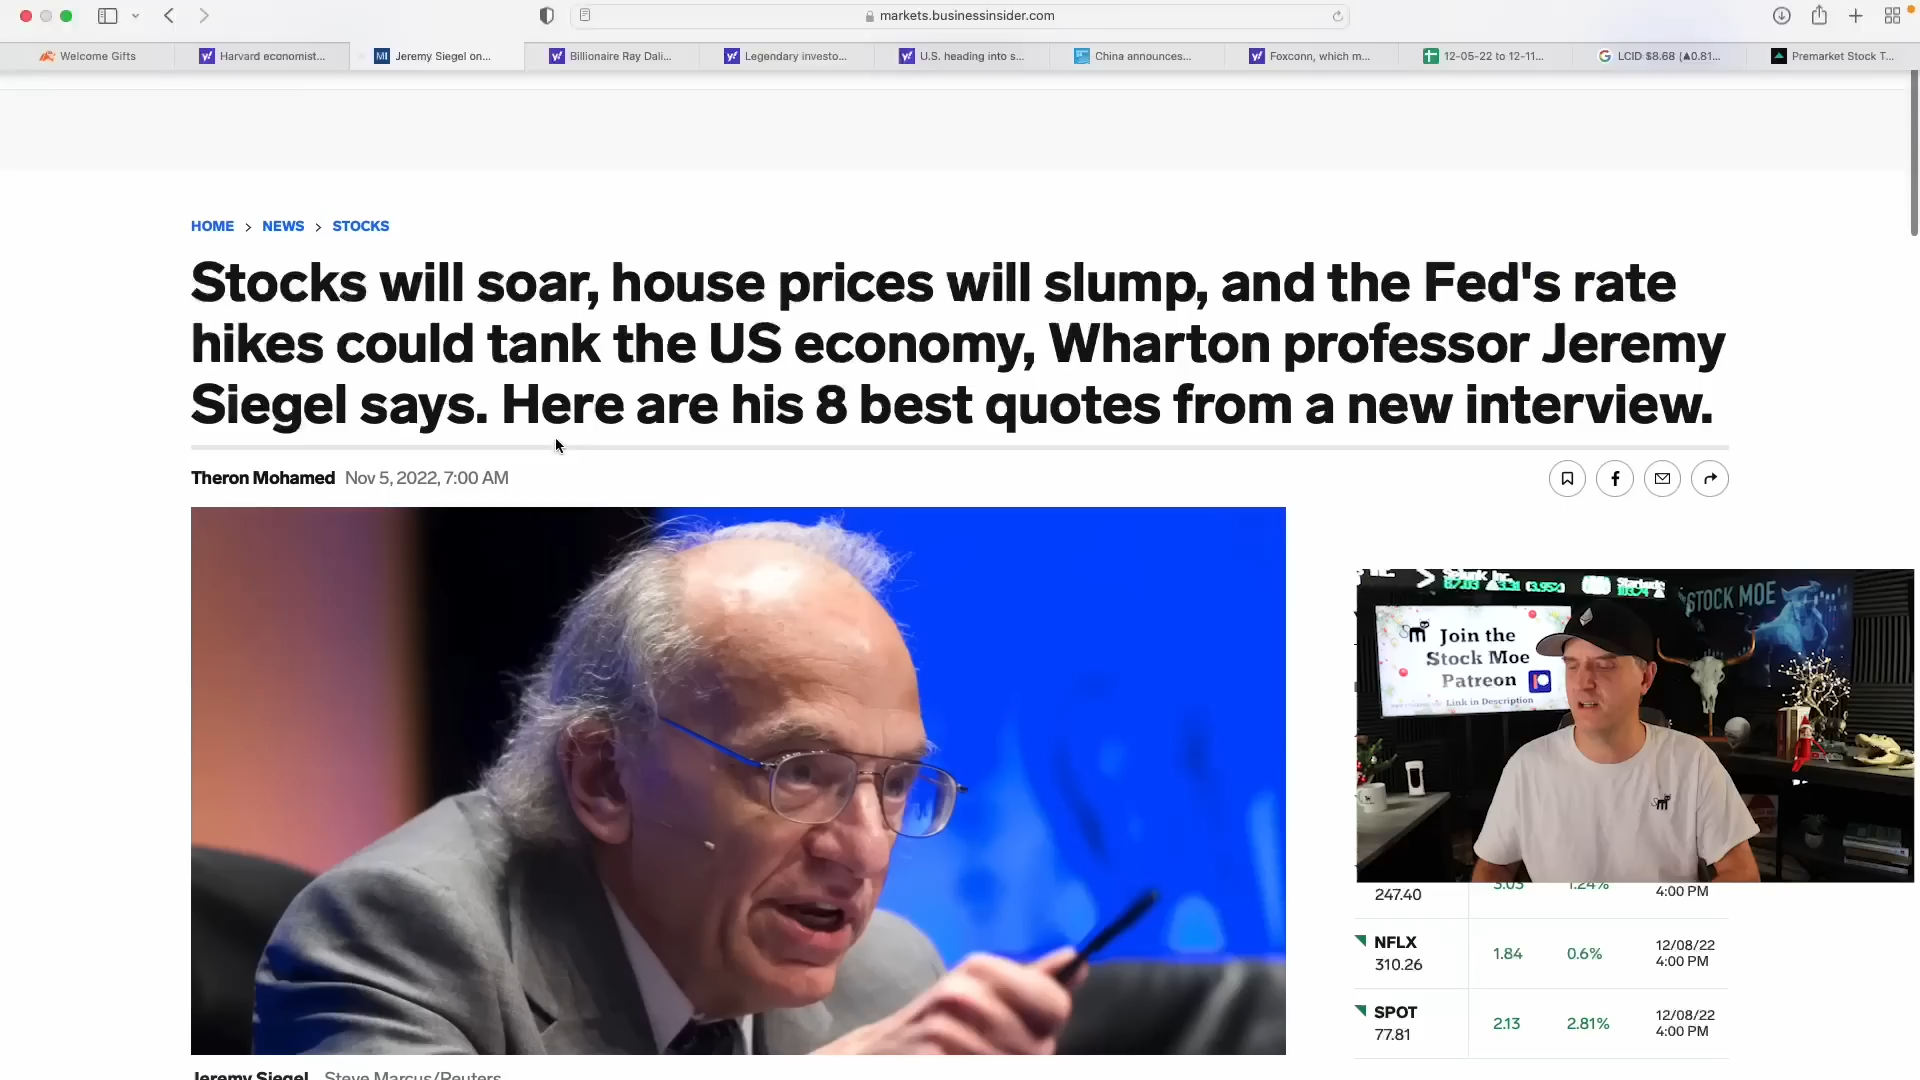 markets.businessinsider.com
Welcome Gifts
Harvard economist...
Jeremy Siegel on...
Billionaire Ray Dali...
Legendary investo...
U.S. heading into s...
China announces...
Foxconn, which m...
12-05-22 to 12-11...
LCID $8.68 (▲0.81...
Premarket Stock T...
HOME > NEWS > STOCKS
Stocks will soar, house prices will slump, and the Fed's rate
hikes could tank the US economy, Wharton professor Jeremy
Siegel says. Here are his 8 best quotes from a new interview.
Theron Mohamed Nov 5, 2022, 7:00 AM
STOCK MOE
Join the
Stock Moe
Patreon
Link in Description
247.40 3.03 1.24% 4:00 PM
NFLX
310.26
1.84 0.6%
12/08/22
4:00 PM
SPOT
77.81
2.13 2.81%
12/08/22
4:00 PM
Jeremy Siegel Steve Marcus/Reuters